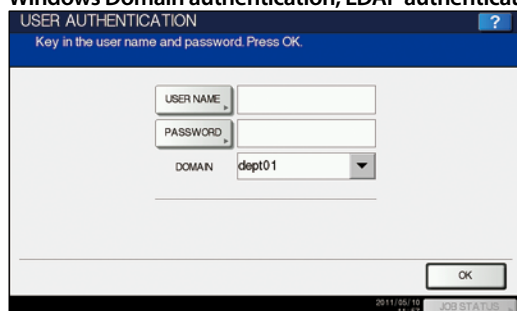 Windows Domain authentication, LDAP authentica
USER AUTHENTICATION
?
Key in the user name and password. Press OK.
USER NAME
PASSWORD
DOMAIN dept01
OK
2011/05/10
JOB STATUS